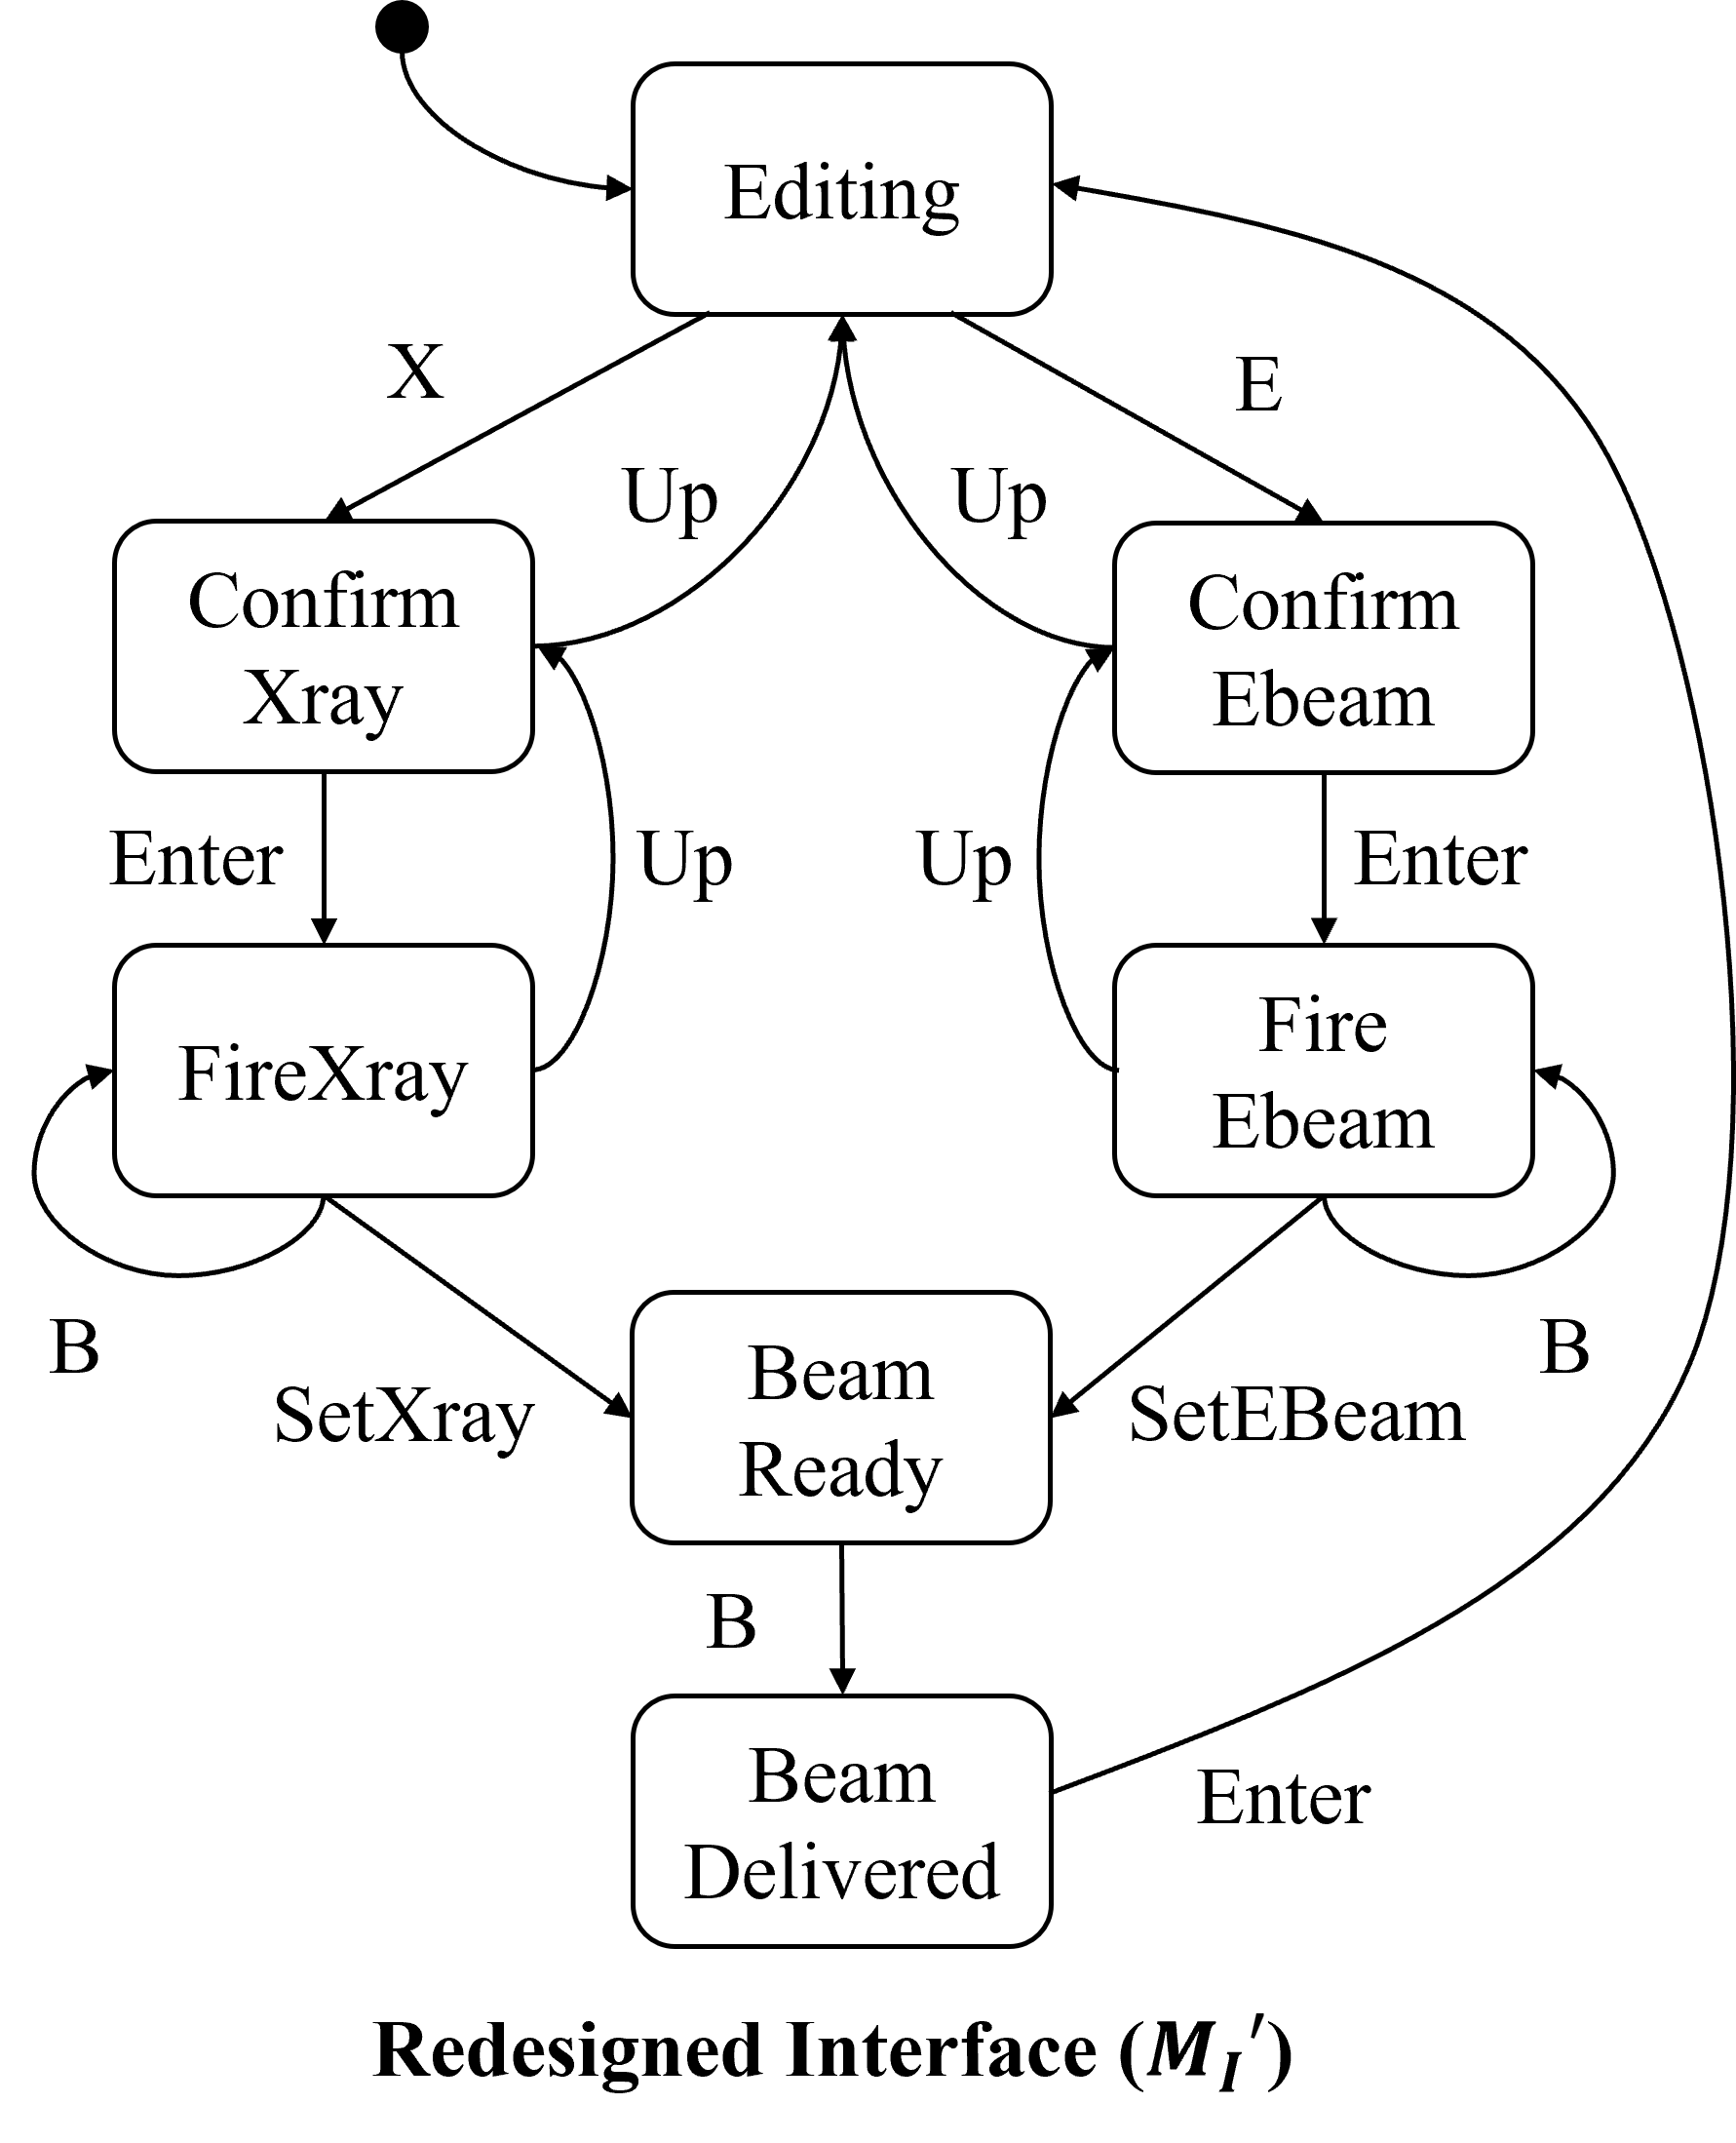 Editing
X
E
Up
Up
Confirm
Xray
Confirm
Ebeam
Enter
Up
Up
Enter
FireXray
Fire
Ebeam
B
B
SetXray
SetEBeam
Beam
Ready
B
Beam
Delivered
Enter
Redesigned Interface (M_I′)